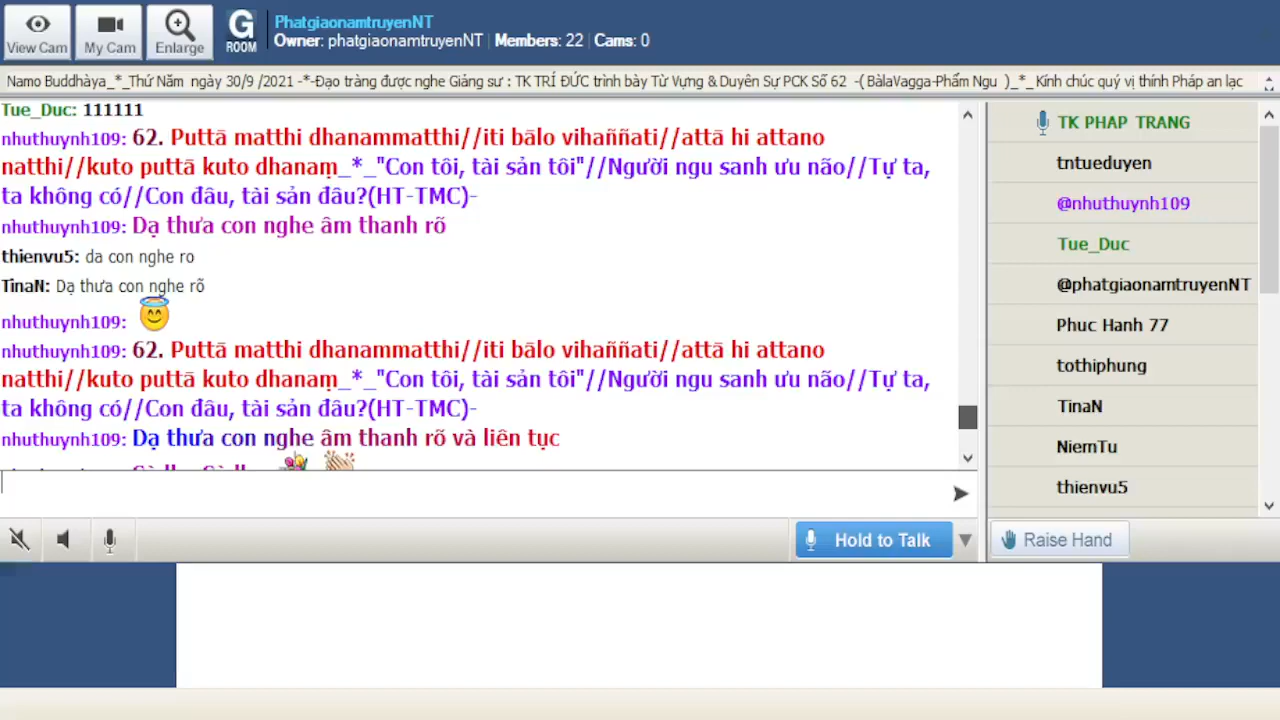 View Cam
My Cam
Enlarge
G
ROOM
PhatgiaonamtruyenNT
Owner: phatgiaonamtruyenNT | Members: 22 | Cams: 0
Namo Buddhàya_*_Thứ Năm ngày 30/9 /2021 -*-Đạo tràng được nghe Giảng sư : TK TRÍ ĐỨC trình bày Từ Vựng & Duyên Sự PCK Số 62 -( BàlaVagga-Phẩm Ngu )_*_Kính chúc quý vị thính Pháp an lạc
Tue_Duc: 111111
nhuthuynh109: 62. Puttā matthi dhanammatthi//iti bālo vihaññati//attā hi attano
natthi//kuto puttā kuto dhanaṃ_*_"Con tôi, tài sản tôi"//Người ngu sanh ưu não//Tự ta,
ta không có//Con đâu, tài sản đâu?(HT-TMC)-
nhuthuynh109: Dạ thưa con nghe âm thanh rõ
thienvu5: da con nghe ro
TinaN: Dạ thưa con nghe rõ
nhuthuynh109:
nhuthuynh109: 62. Puttā matthi dhanammatthi//iti bālo vihaññati//attā hi attano
natthi//kuto puttā kuto dhanaṃ_*_"Con tôi, tài sản tôi"//Người ngu sanh ưu não//Tự ta,
ta không có//Con đâu, tài sản đâu?(HT-TMC)-
nhuthuynh109: Dạ thưa con nghe âm thanh rõ và liên tục
Hold to Talk
TK PHAP TRANG
tntueduyen
@nhuthuynh109
Tue_Duc
@phatgiaonamtruyenNT
Phuc Hanh 77
tothiphung
TinaN
NiemTu
thienvu5
Raise Hand